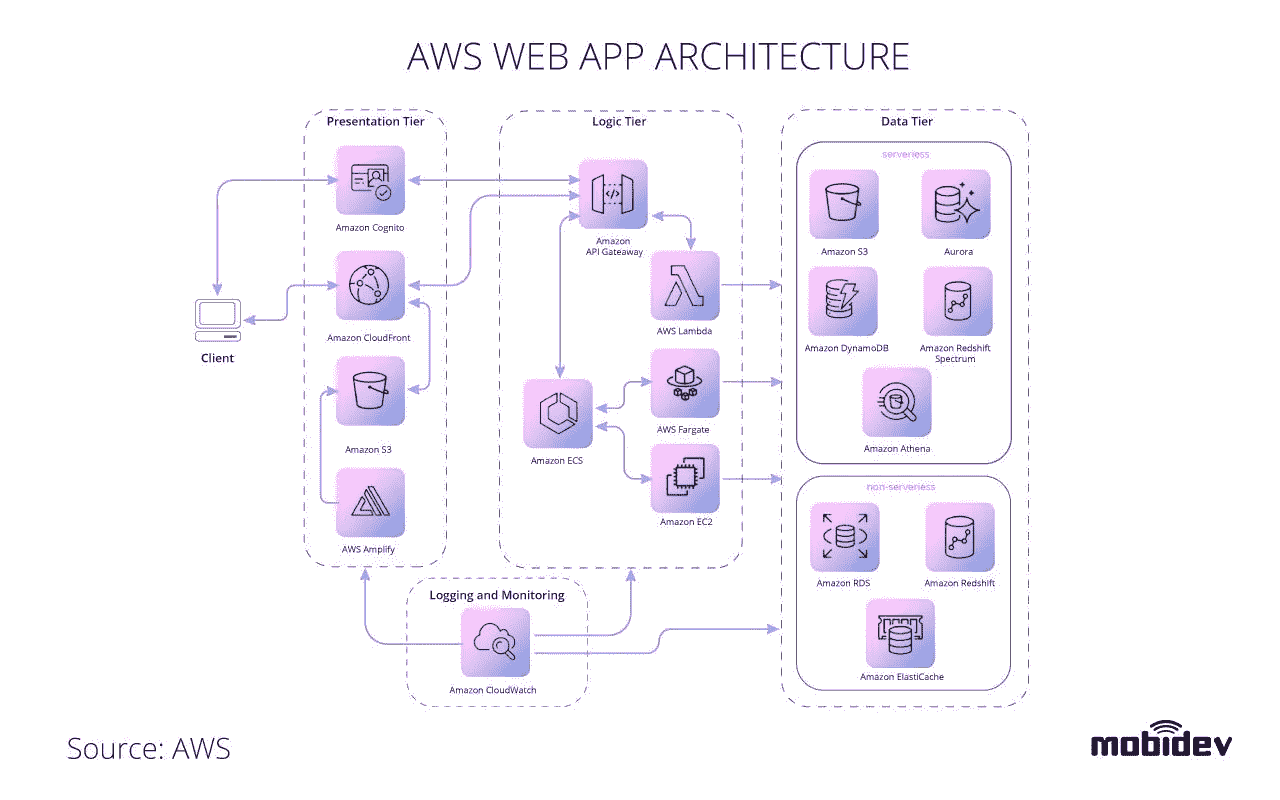 AWS WEB APP ARCHITECTURE
Presentation Tier
Amazon Cognito
Amazon CloudFront
Amazon S3
AWS Amplify
Client
Logic Tier
Amazon
API Gateaway
AWS Lambda
Amazon ECS
AWS Fargate
Amazon EC2
Data Tier
serverless
Amazon S3
Aurora
Amazon DynamoDB
Amazon Redshift
Spectrum
Amazon Athena
non-serverless
Amazon RDS
Amazon Redshift
Amazon ElastiCache
Logging and Monitoring
Amazon CloudWatch
Source: AWS
mobidev